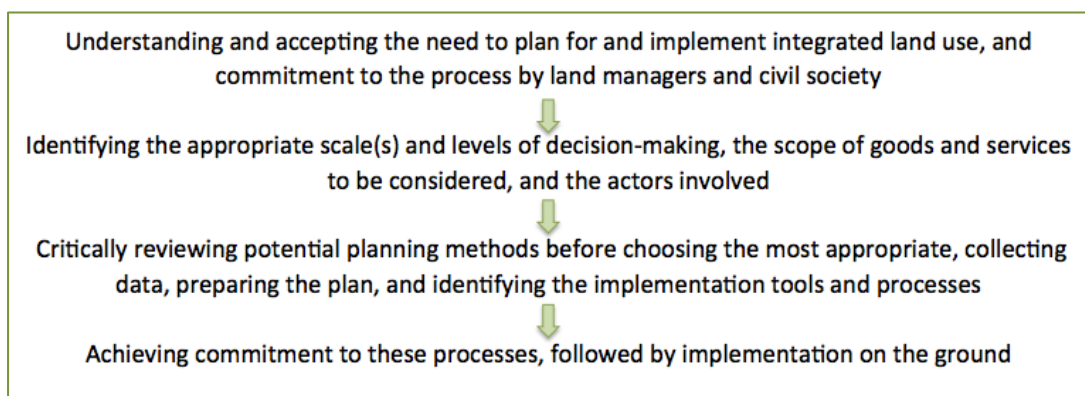 Understanding and accepting the need to plan for and implement integrated land use, and
commitment to the process by land managers and civil society
Identifying the appropriate scale(s) and levels of decision-making, the scope of goods and services
to be considered, and the actors involved
Critically reviewing potential planning methods before choosing the most appropriate, collecting
data, preparing the plan, and identifying the implementation tools and processes
Achieving commitment to these processes, followed by implementation on the ground